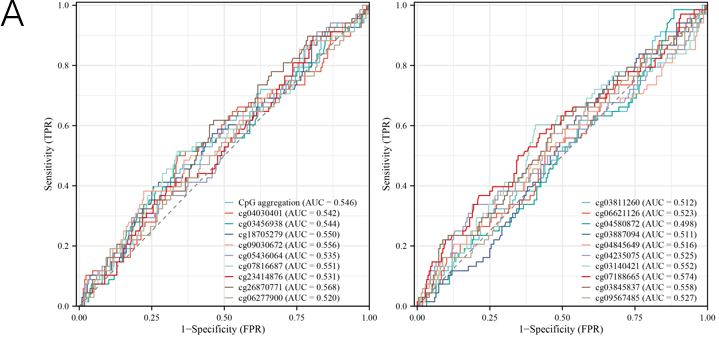 A
1.0
0.8
0.6
0.4
0.2
0.0
Sensitivity (TPR)
CpG aggregation (AUC = 0.546)
cg04030401 (AUC = 0.542)
cg03456938 (AUC = 0.544)
cg18705279 (AUC = 0.550)
cg09030672 (AUC = 0.556)
cg05436064 (AUC = 0.535)
cg07816687 (AUC = 0.551)
cg23414876 (AUC = 0.531)
cg26870771 (AUC = 0.568)
cg06277900 (AUC = 0.520)
0.00 0.25 0.50 0.75 1.00
1−Specificity (FPR)
1.0
0.8
0.6
0.4
0.2
0.0
Sensitivity (TPR)
cg03811260 (AUC = 0.512)
cg06621126 (AUC = 0.523)
cg04580872 (AUC = 0.498)
cg03887094 (AUC = 0.511)
cg04845649 (AUC = 0.516)
cg04235075 (AUC = 0.525)
cg03140421 (AUC = 0.552)
cg07188665 (AUC = 0.574)
cg03845837 (AUC = 0.558)
cg09567485 (AUC = 0.527)
0.00 0.25 0.50 0.75 1.00
1−Specificity (FPR)